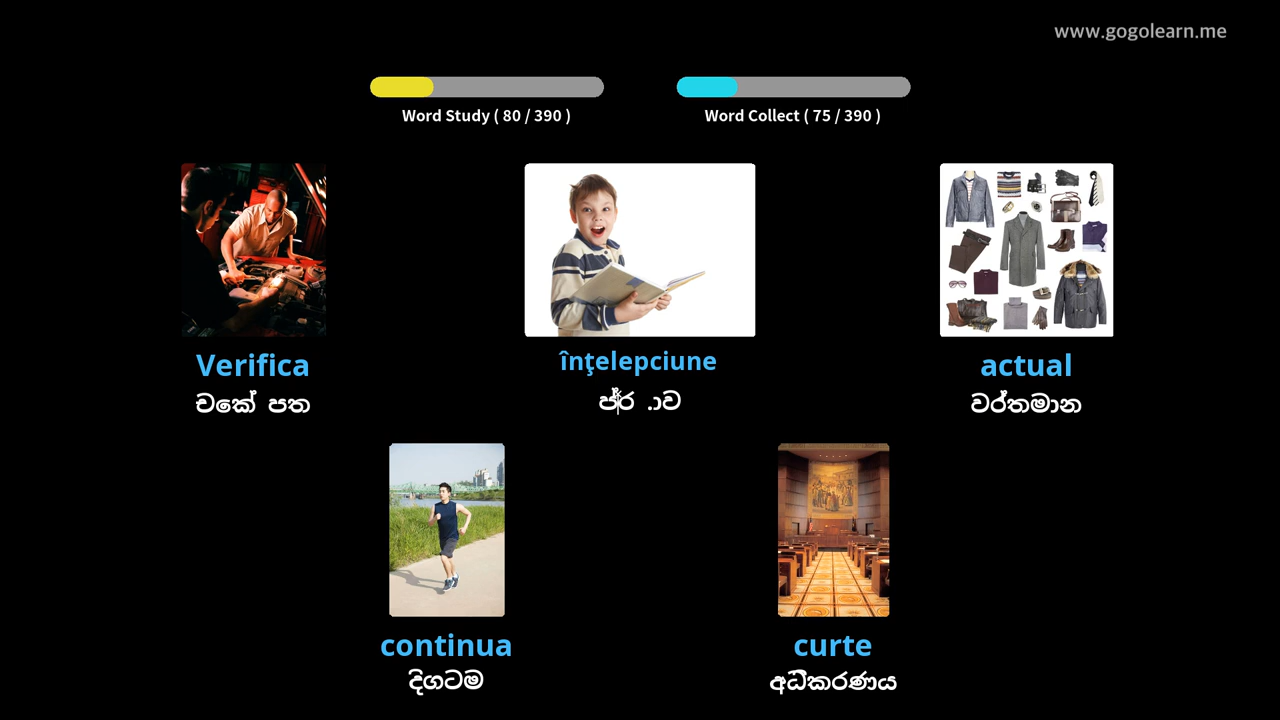 www.gogolearn.me
Word Study ( 80 / 390 )
Word Collect ( 75 / 390 )
Verifica
චකේ පත
înţelepciune
actual
වර්තමාන
continua
දිගටම
curte
අධිකරණය